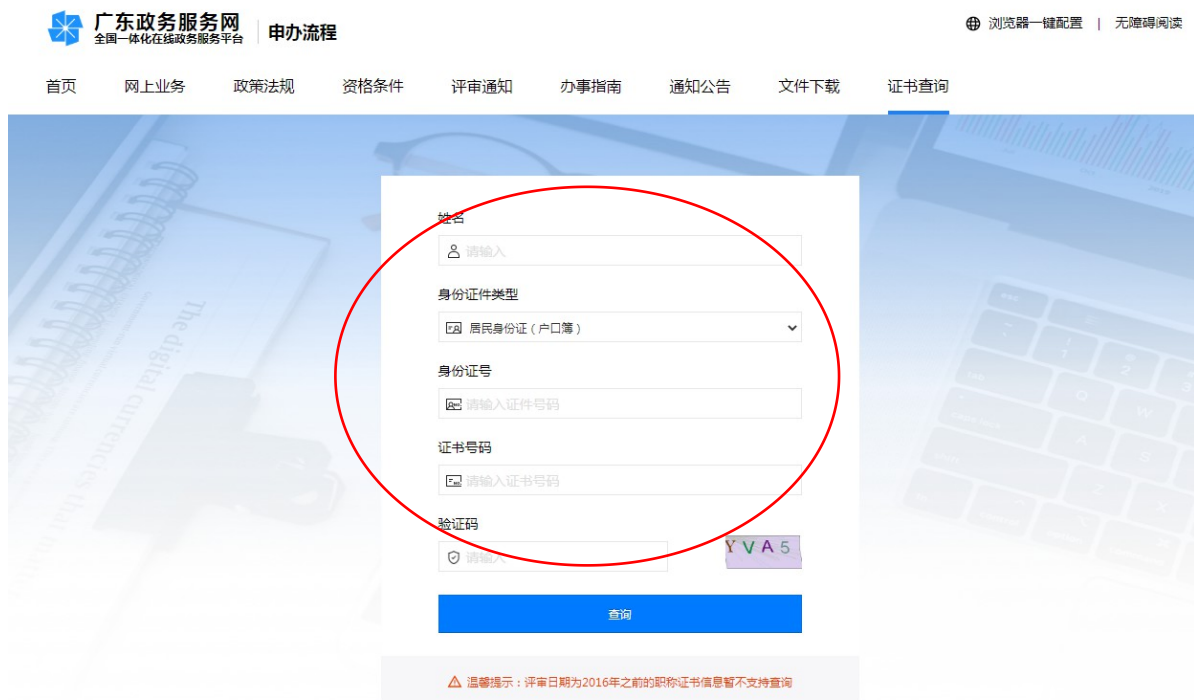 广东政务服务网
全国一体化在线政务服务平台
申办流程
浏览器一键配置 | 无障碍阅读
首页 网上业务 政策法规 资格条件 评审通知 办事指南 通知公告 文件下载 证书查询
姓名
请输入
身份证件类型
居民身份证（户口簿）
身份证号
请输入证件号码
证书号码
请输入证书号码
验证码
请输入
YVA5
查询
温馨提示：评审日期为2016年之前的职称证书信息暂不支持查询
The digital currencies